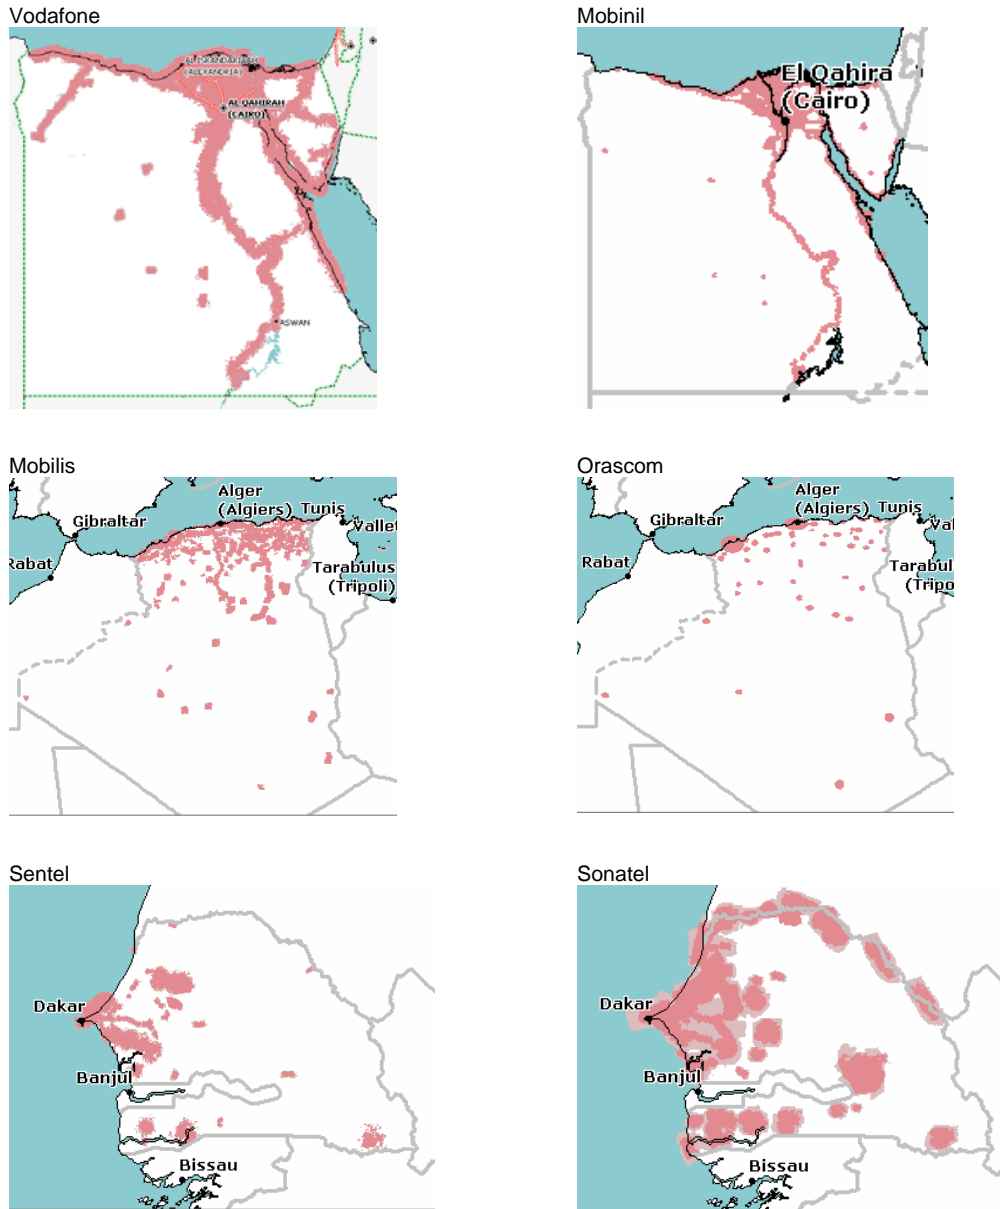 Vodafone
AL ISKANDARIYAH
(ALEXANDRIA)
AL QAHIRAH
(CAIRO)
ASWAN
Mobinil
El Qahira
(Cairo)
Mobilis
Alger
(Algiers)
Tunis
Gibraltar
Vallet
Rabat
Tarabulus
(Tripoli)
Orascom
Alger
(Algiers)
Tunis
Gibraltar
Val
Rabat
Tarabul
(Tripo
Sentel
Dakar
Banjul
Bissau
Sonatel
Dakar
Banjul
Bissau